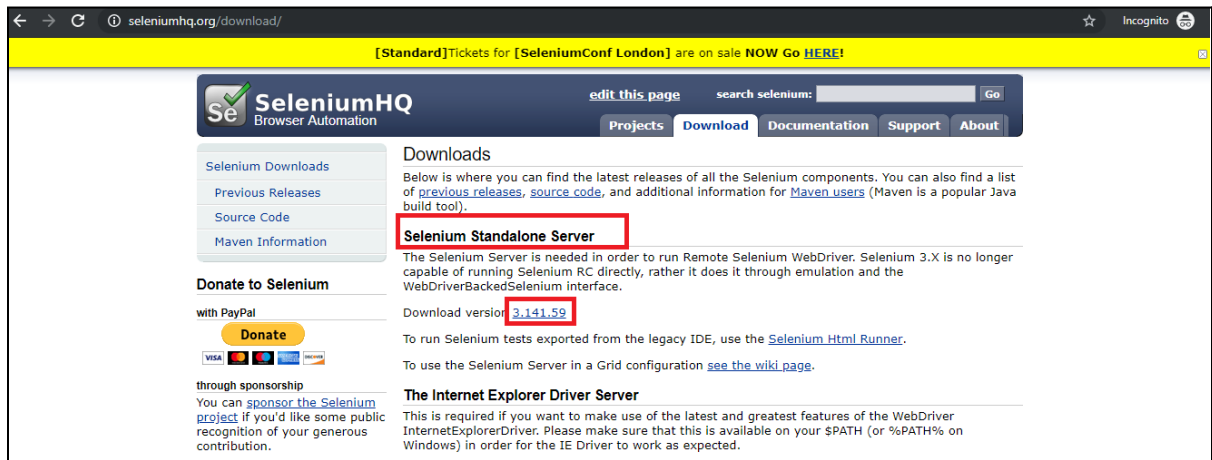 seleniumhq.org/download/
Incognito
[Standard]Tickets for [SeleniumConf London] are on sale NOW Go HERE!
Se
SeleniumHQ
Browser Automation
edit this page
search selenium:
Go
Projects
Download
Documentation
Support
About
Selenium Downloads
Previous Releases
Source Code
Maven Information
Donate to Selenium
with PayPal
Donate
VISA
DISCOVER
through sponsorship
You can sponsor the Selenium
project if you'd like some public
recognition of your generous
contribution.
Downloads
Below is where you can find the latest releases of all the Selenium components. You can also find a list
of previous releases, source code, and additional information for Maven users (Maven is a popular Java
build tool).
Selenium Standalone Server
The Selenium Server is needed in order to run Remote Selenium WebDriver. Selenium 3.X is no longer
capable of running Selenium RC directly, rather it does it through emulation and the
WebDriverBackedSelenium interface.
Download version 3.141.59
To run Selenium tests exported from the legacy IDE, use the Selenium Html Runner.
To use the Selenium Server in a Grid configuration see the wiki page.
The Internet Explorer Driver Server
This is required if you want to make use of the latest and greatest features of the WebDriver
InternetExplorerDriver. Please make sure that this is available on your $PATH (or %PATH% on
Windows) in order for the IE Driver to work as expected.